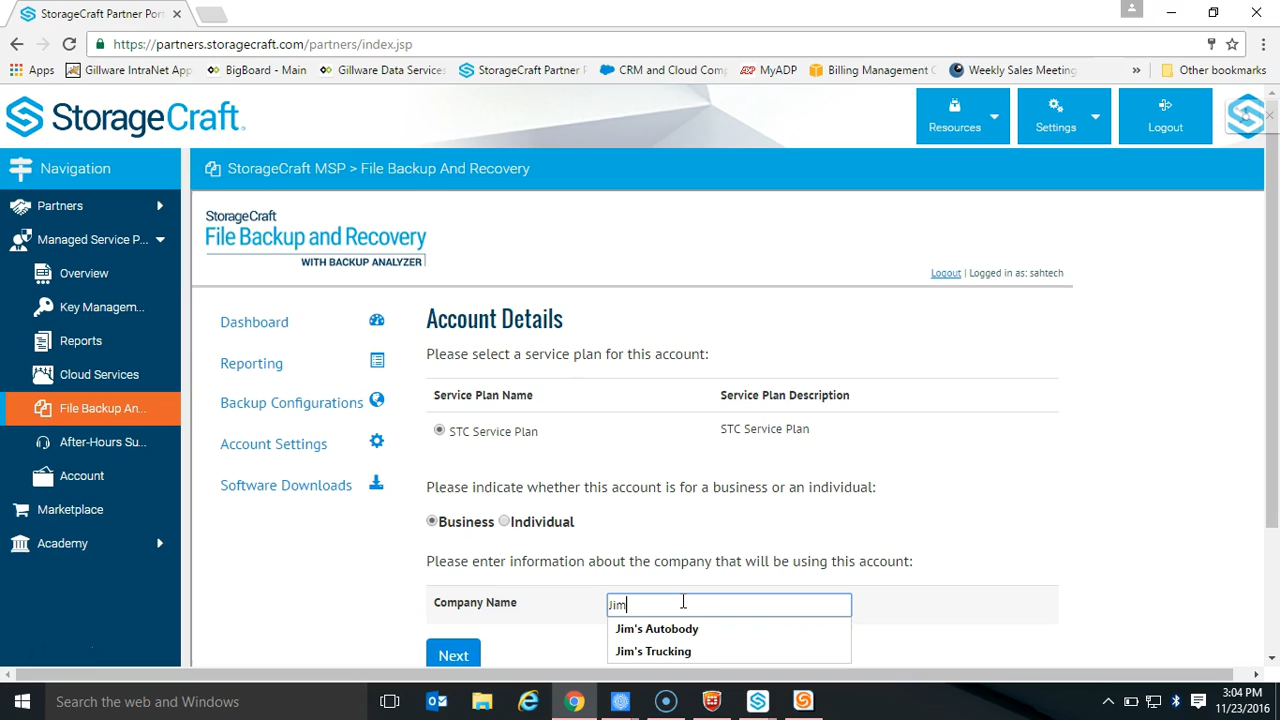 StorageCraft Partner Por
https://partners.storagecraft.com/partners/index.jsp
Apps Gillware IntraNet App BigBoard - Main Gillware Data Services StorageCraft Partner CRM and Cloud Com MyADP Billing Management Weekly Sales Meeting » Other bookmarks
StorageCraft.
Resources Settings Logout
Navigation
StorageCraft MSP > File Backup And Recovery
Partners
Managed Service P...
Overview
Key Managem...
Reports
Cloud Services
File Backup An...
After-Hours Su...
Account
Marketplace
Academy
StorageCraft
File Backup and Recovery
WITH BACKUP ANALYZER
Logout | Logged in as: sahtech
Dashboard
Reporting
Backup Configurations
Account Settings
Software Downloads
Account Details
Please select a service plan for this account:
Service Plan Name Service Plan Description
STC Service Plan STC Service Plan
Please indicate whether this account is for a business or an individual:
Business Individual
Please enter information about the company that will be using this account:
Company Name Jim
Jim's Autobody
Jim's Trucking
Next
Search the web and Windows
3:04 PM
11/23/2016